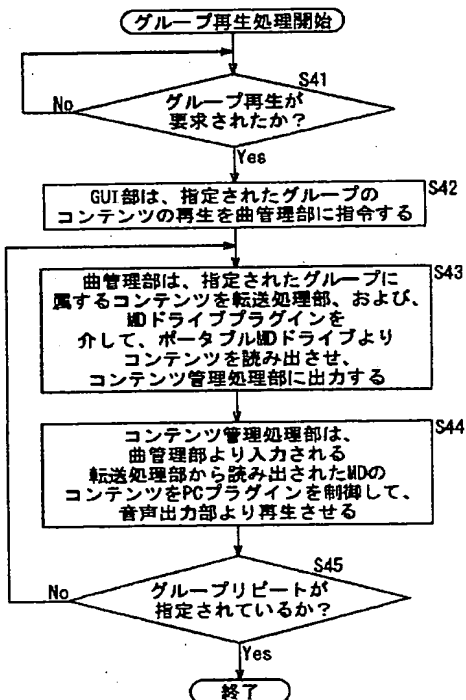 グループ再生処理開始
S41
グループ再生が
要求されたか？
No
Yes
S42
GUI部は、指定されたグループの
コンテンツの再生を曲管理部に指令する
S43
曲管理部は、指定されたグループに
属するコンテンツを転送処理部、および、
MDドライブプラグインを
介して、ポータブルMDドライブより
コンテンツを読み出させ、
コンテンツ管理処理部に出力する
S44
コンテンツ管理処理部は、
曲管理部より入力される
転送処理部から読み出されたMDの
コンテンツをPCプラグインを制御して、
音声出力部より再生させる
S45
グループリピートが
指定されているか？
No
Yes
終了